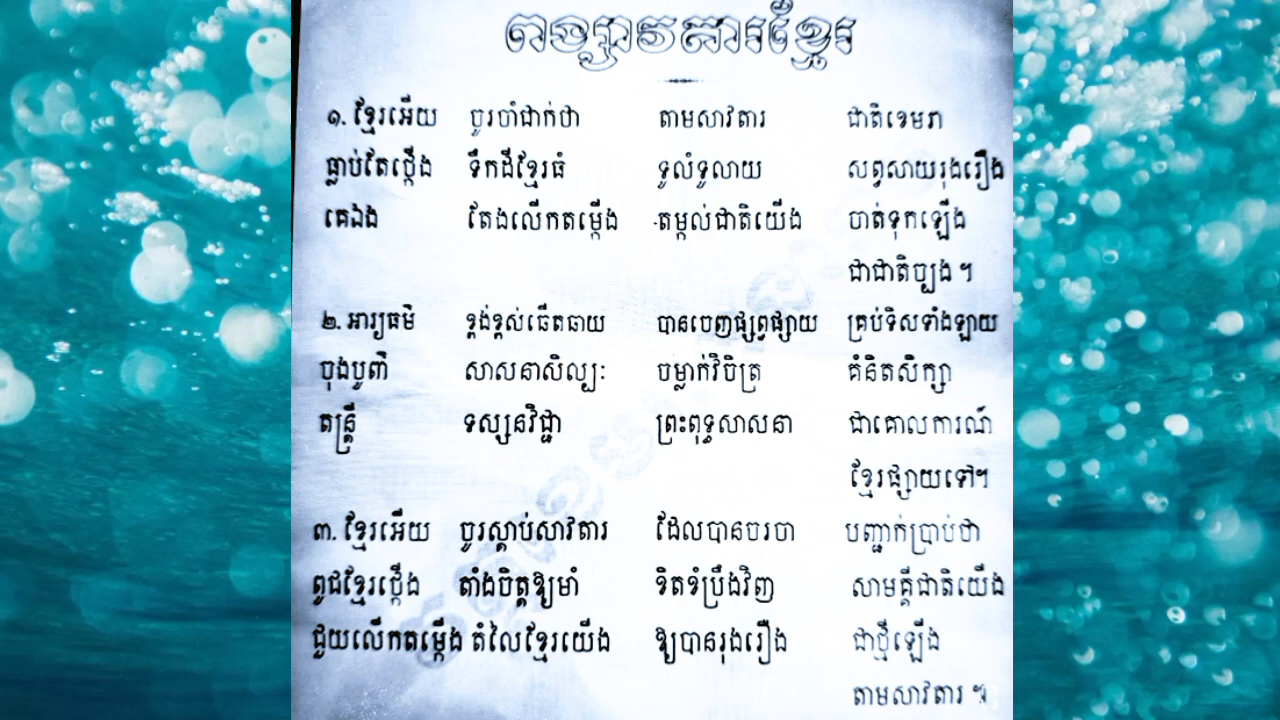 ពង្សាវតារខ្មែរ
១. ខ្មែរអើយ ចូរចាំជាក់ថា តាមសាវតារ ជាតិខេមរា
ធ្លាប់តែថ្កើង ទឹកដីខ្មែរធំ ទូលំទូលាយ សព្វសាយរុងរឿង
គេឯង តែងលើកតម្កើង តម្កល់ជាតិយើង ចាត់ទុកឡើង
ជាជាតិច្បង ។
២. អារ្យធម៌ ខ្ពង់ខ្ពស់ឆើតឆាយ បានចេញផ្សព្វផ្សាយ គ្រប់ទិសទាំងឡាយ
ចុងបូព៌ា សាសនាសិល្បៈ ចម្លាក់វិចិត្រ គំនិតសិក្សា
តន្ត្រី ទស្សនវិជ្ជា ព្រះពុទ្ធសាសនា ជាគោលការណ៍
ខ្មែរផ្សាយទៅ។
៣. ខ្មែរអើយ ចូរស្តាប់សាវតារ ដែលបានចរចា បញ្ជាក់ប្រាប់ថា
ពូជខ្មែរថ្កើង តាំងចិត្តឱ្យមាំ ខិតខំប្រឹងវិញ សាមគ្គីជាតិយើង
ជួយលើកតម្កើង តំលៃខ្មែរយើង ឱ្យបានរុងរឿង ជាថ្មីឡើង
តាមសាវតារ ៕